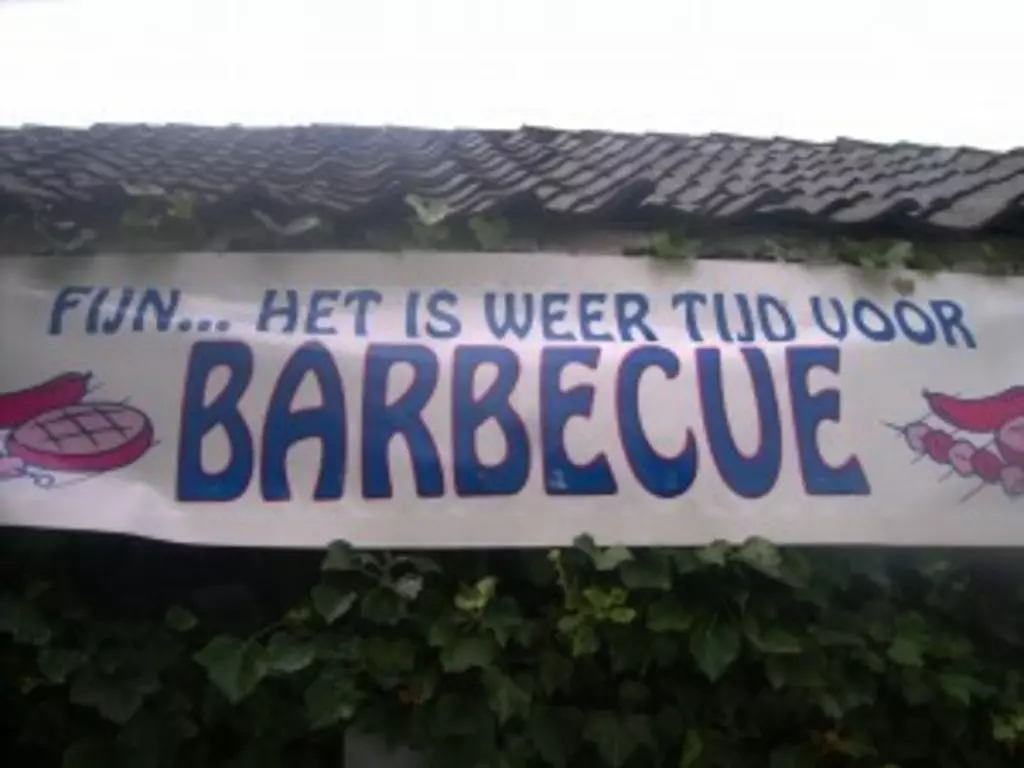 FIJN... HET IS WEER TIJD VOOR
BARBECUE